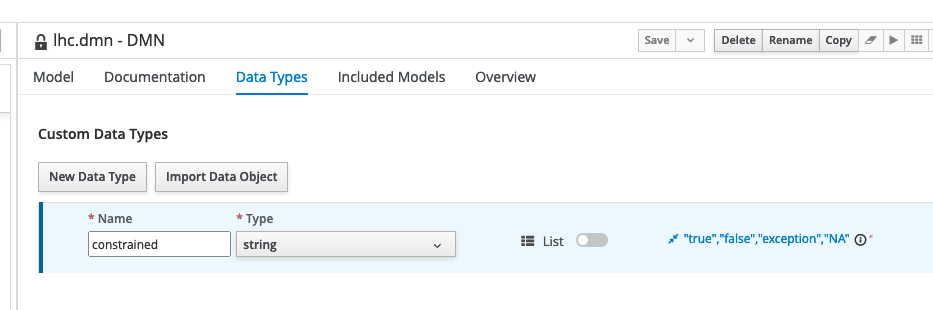 lhc.dmn - DMN
Save Delete Rename Copy
Model Documentation Data Types Included Models Overview
Custom Data Types
New Data Type Import Data Object
* Name * Type
constrained string List "true","false","exception","NA" *